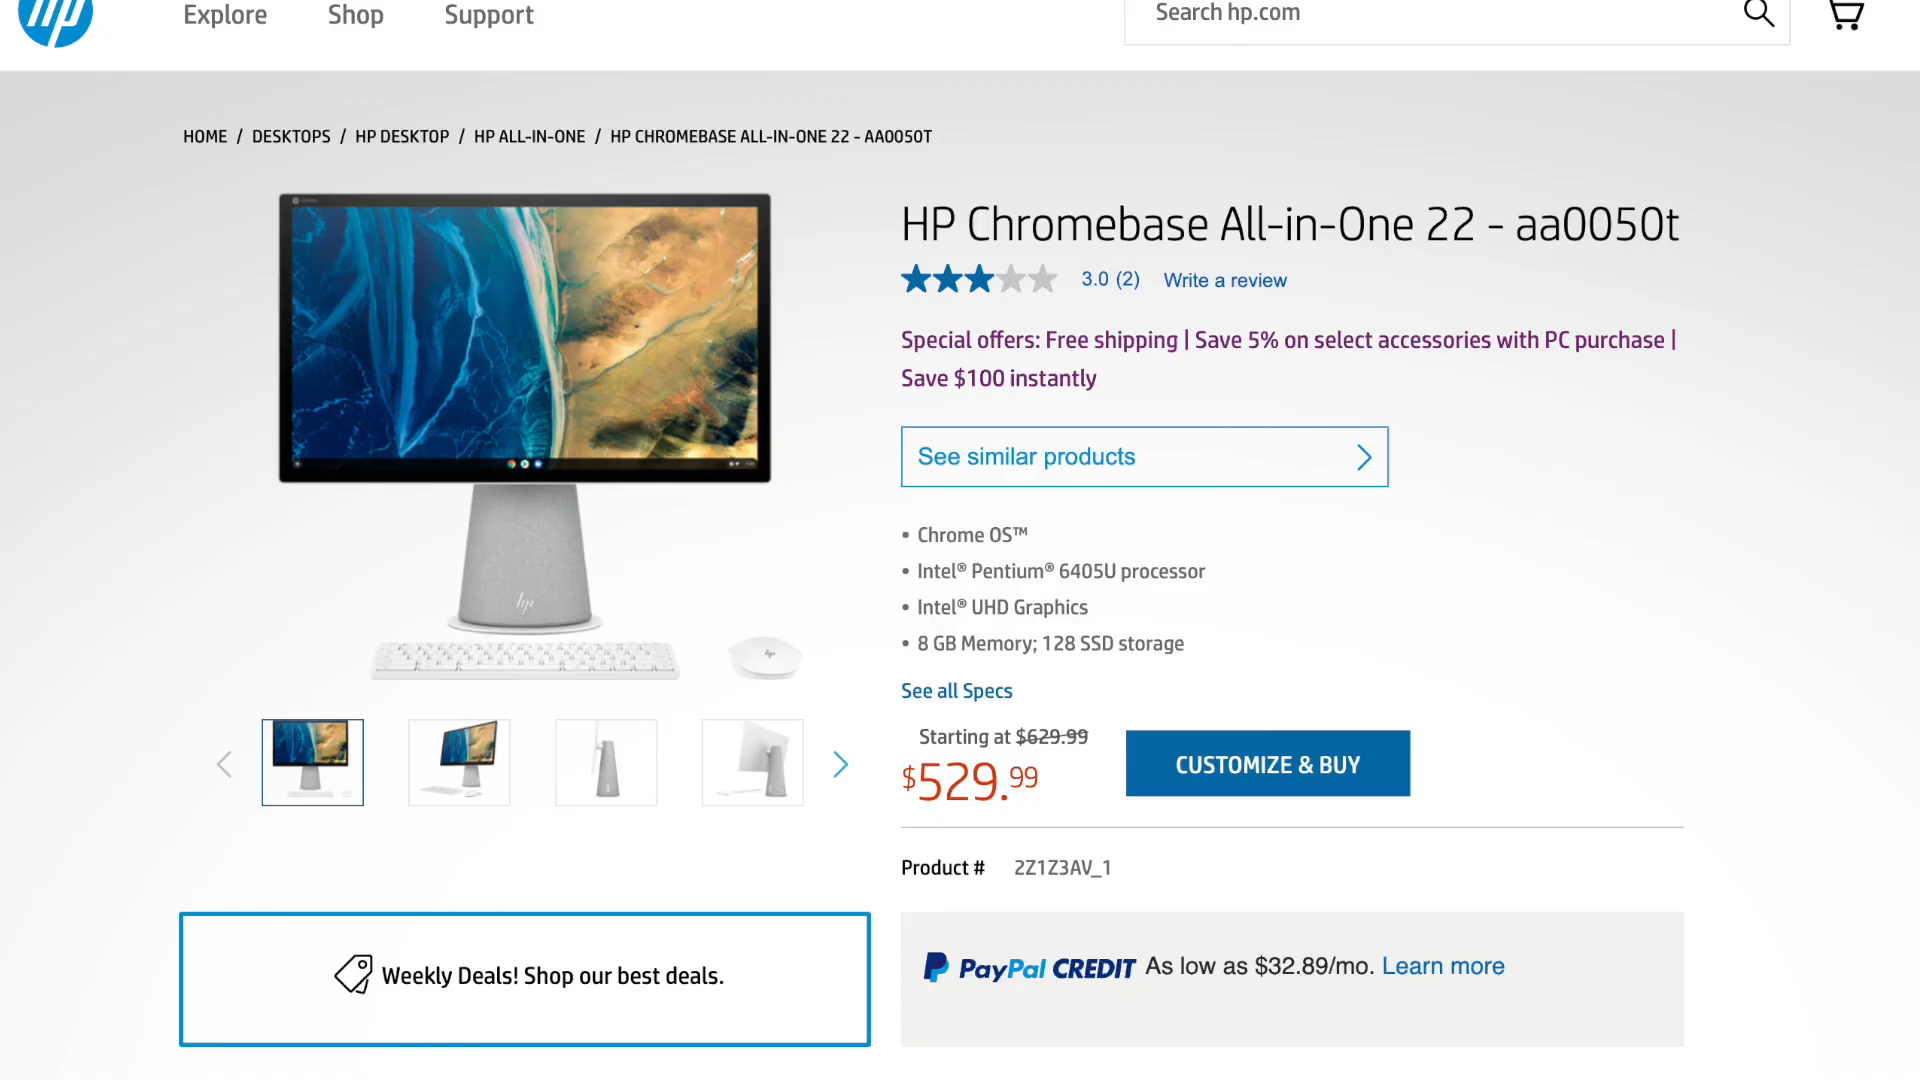 hp
Explore
Shop
Support
Search hp.com
HOME / DESKTOPS / HP DESKTOP / HP ALL-IN-ONE / HP CHROMEBASE ALL-IN-ONE 22 - AA0050T
HP Chromebase All-in-One 22 - aa0050t
3.0 (2) Write a review
Special offers: Free shipping | Save 5% on select accessories with PC purchase |
Save $100 instantly
See similar products
• Chrome OS™
• Intel® Pentium® 6405U processor
• Intel® UHD Graphics
• 8 GB Memory; 128 SSD storage
See all Specs
Starting at $629.99
$529.99
CUSTOMIZE & BUY
Product # 2Z1Z3AV_1
hp
hp
Weekly Deals! Shop our best deals.
PayPal CREDIT As low as $32.89/mo. Learn more